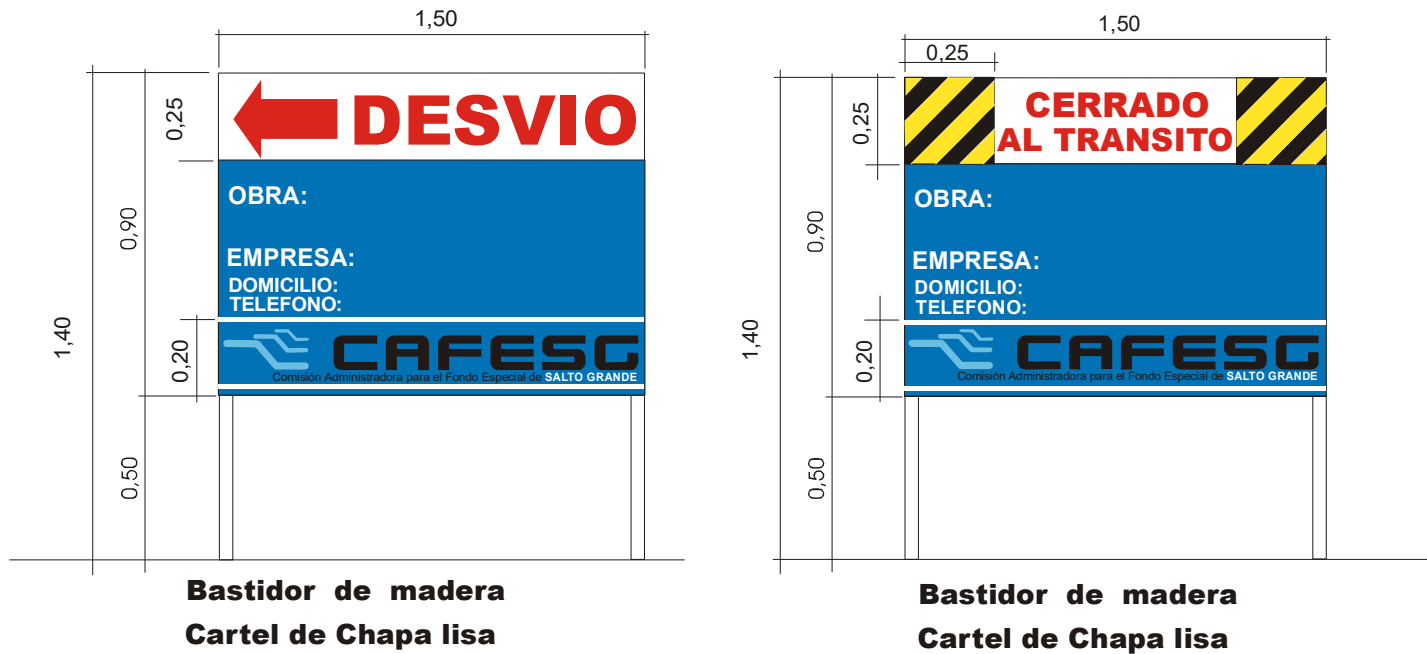 1,50
0,25
0,90
1,40
0,20
0,50
DESVIO
OBRA:
EMPRESA:
DOMICILIO:
TELEFONO:
CAFESG
Comisión Administradora para el Fondo Especial de SALTO GRANDE
Bastidor de madera
Cartel de Chapa lisa
1,50
0,25
0,25
0,90
1,40
0,20
0,50
CERRADO
AL TRANSITO
OBRA:
EMPRESA:
DOMICILIO:
TELEFONO:
CAFESG
Comisión Administradora para el Fondo Especial de SALTO GRANDE
Bastidor de madera
Cartel de Chapa lisa